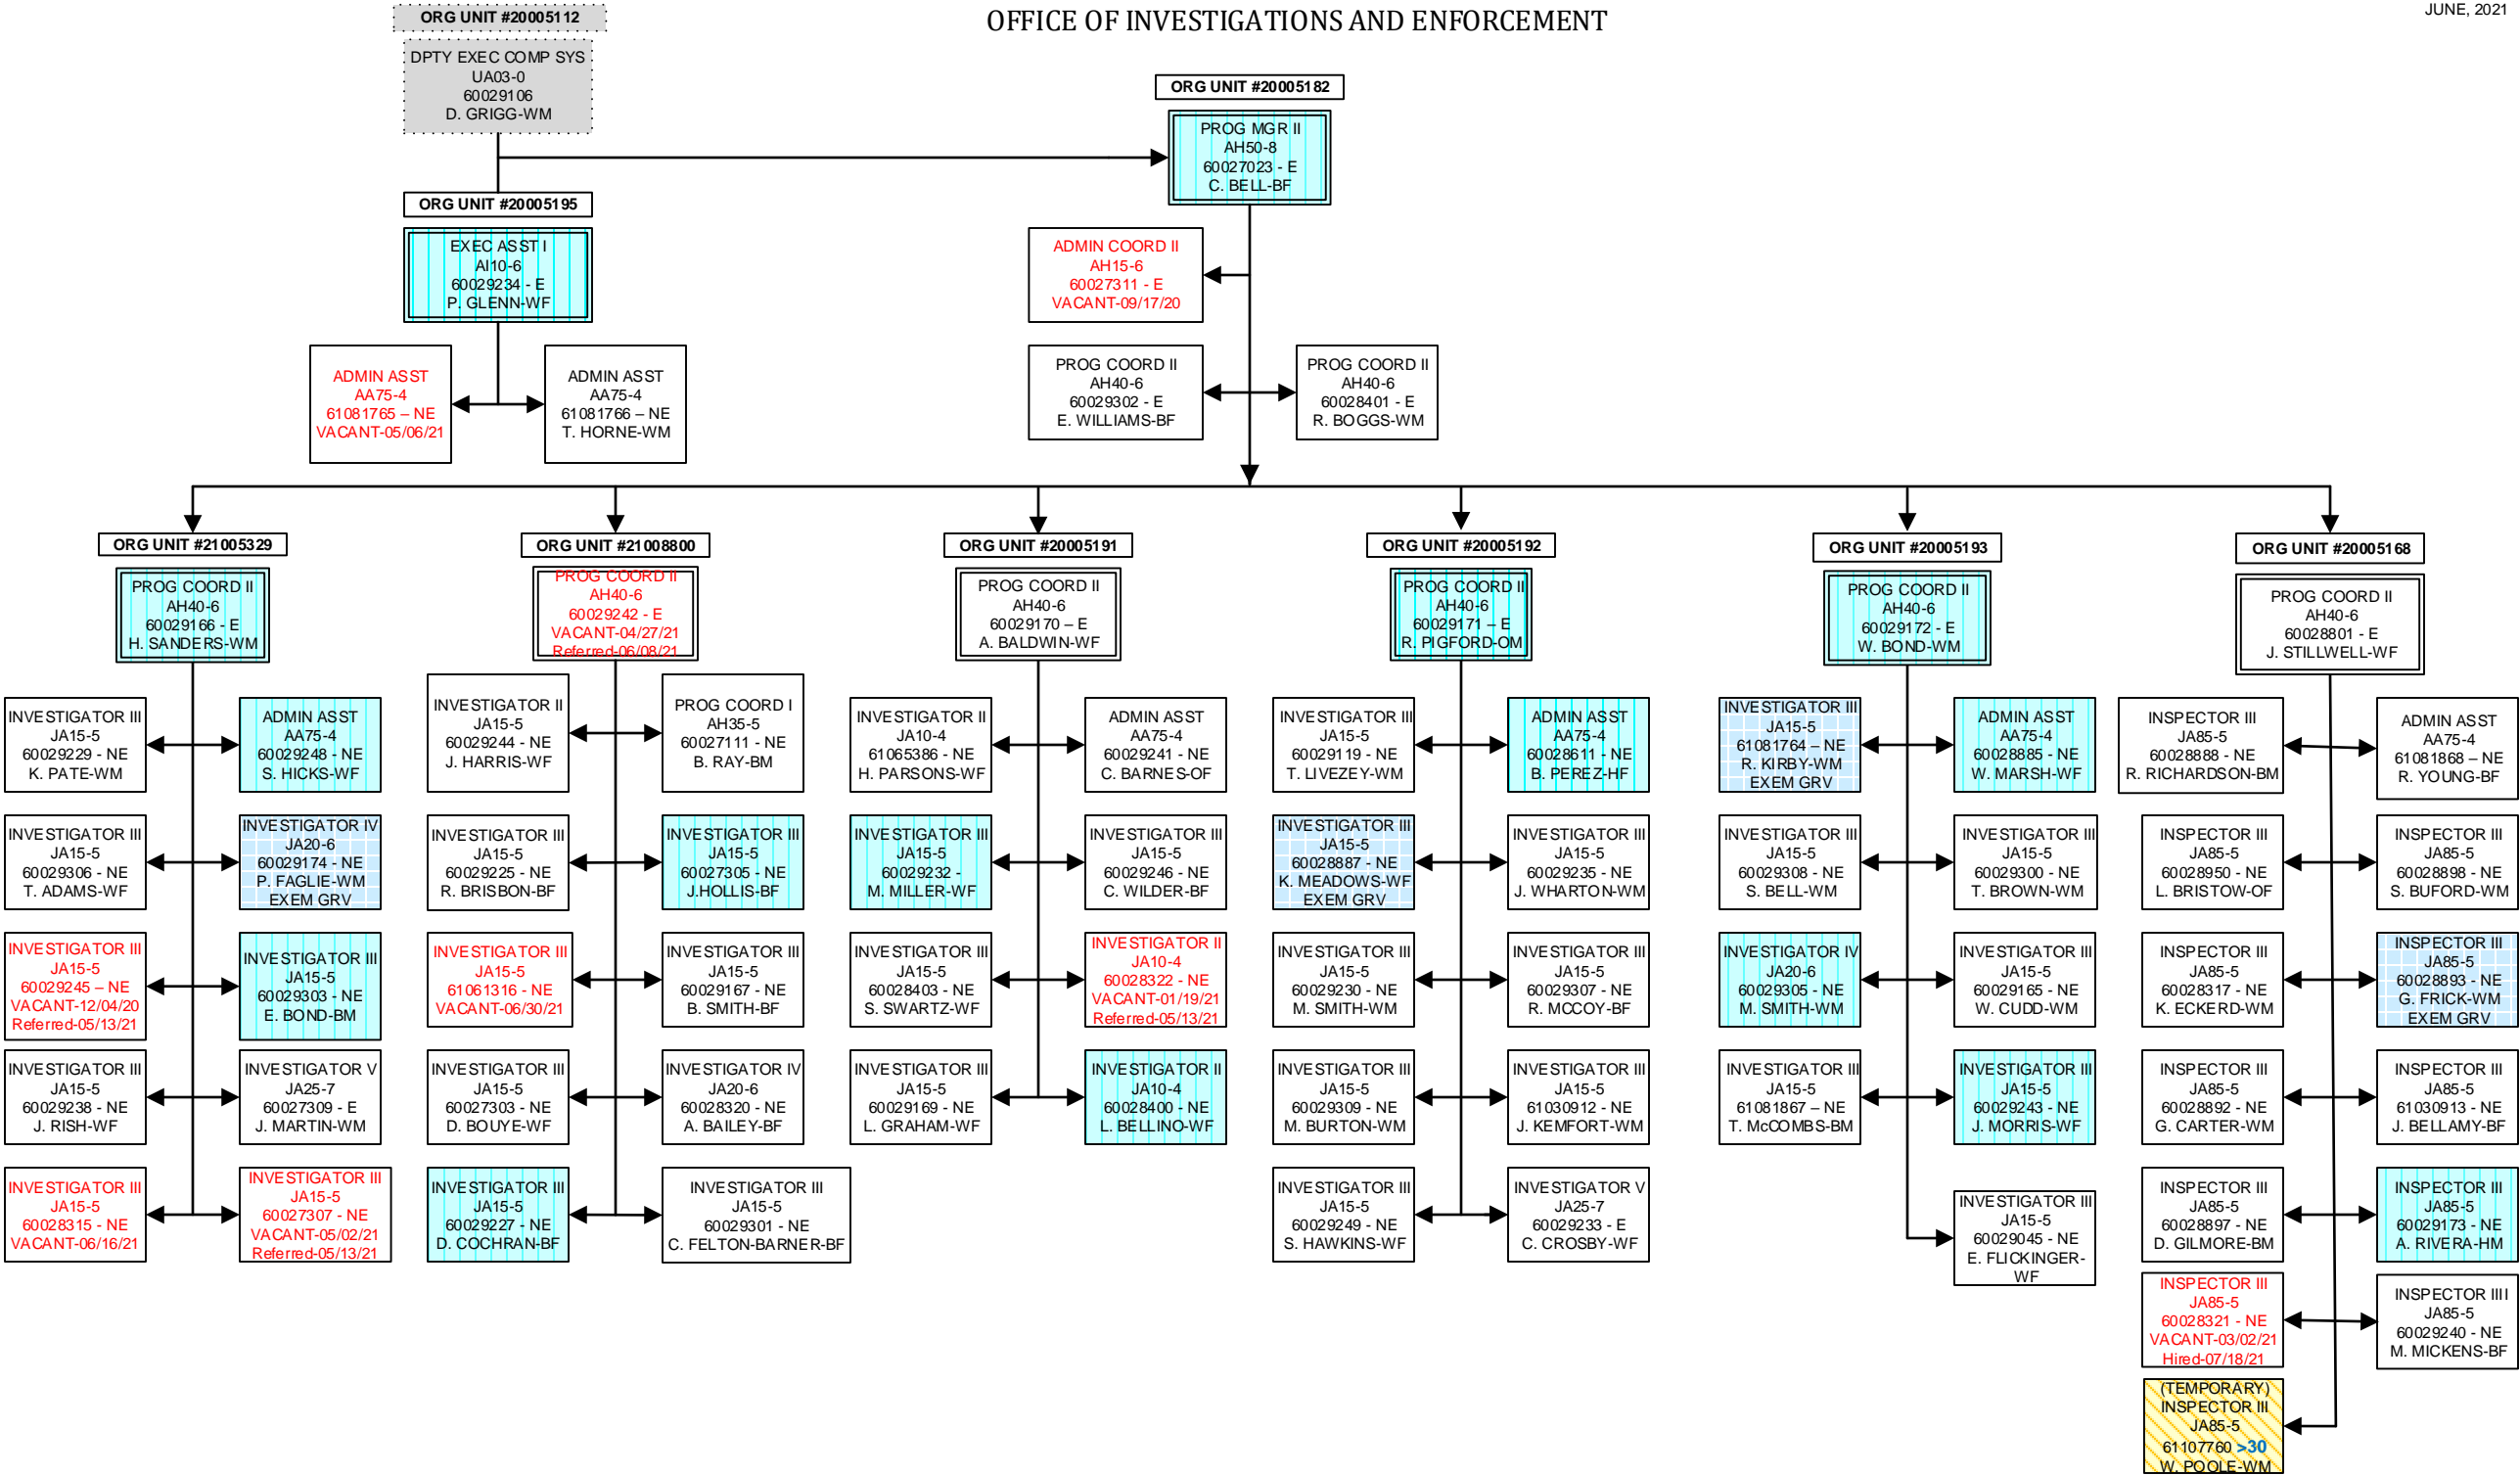 OFFICE OF INVESTIGATIONS AND ENFORCEMENT
JUNE, 2021
ORG UNIT #20005112
DPTY EXEC COMP SYS
UA03-0
60029106
D. GRIGG-WM
ORG UNIT #20005182
PROG MGR II
AH50-8
60027023 - E
C. BELL-BF
ORG UNIT #20005195
EXEC ASST I
AI10-6
60029234 - E
P. GLENN-WF
ADMIN COORD II
AH15-6
60027311 - E
VACANT-09/17/20
ADMIN ASST
AA75-4
61081765 – NE
VACANT-05/06/21
ADMIN ASST
AA75-4
61081766 – NE
T. HORNE-WM
PROG COORD II
AH40-6
60029302 - E
E. WILLIAMS-BF
PROG COORD II
AH40-6
60028401 - E
R. BOGGS-WM
ORG UNIT #21005329
PROG COORD II
AH40-6
60029166 - E
H. SANDERS-WM
INVESTIGATOR III
JA15-5
60029229 - NE
K. PATE-WM
ADMIN ASST
AA75-4
60029248 - NE
S. HICKS-WF
INVESTIGATOR III
JA15-5
60029306 - NE
T. ADAMS-WF
INVESTIGATOR IV
JA20-6
60029174 - NE
P. FAGLIE-WM
EXEM GRV
INVESTIGATOR III
JA15-5
60029245 – NE
VACANT-12/04/20
Referred-05/13/21
INVESTIGATOR III
JA15-5
60029303 - NE
E. BOND-BM
INVESTIGATOR III
JA15-5
60029238 - NE
J. RISH-WF
INVESTIGATOR V
JA25-7
60027309 - E
J. MARTIN-WM
INVESTIGATOR III
JA15-5
60028315 - NE
VACANT-06/16/21
INVESTIGATOR III
JA15-5
60027307 - NE
VACANT-05/02/21
Referred-05/13/21
ORG UNIT #21008800
PROG COORD II
AH40-6
60029242 - E
VACANT-04/27/21
Referred-06/08/21
INVESTIGATOR II
JA15-5
60029244 - NE
J. HARRIS-WF
PROG COORD I
AH35-5
60027111 - NE
B. RAY-BM
INVESTIGATOR III
JA15-5
60029225 - NE
R. BRISBON-BF
INVESTIGATOR III
JA15-5
60027305 - NE
J.HOLLIS-BF
INVESTIGATOR III
JA15-5
61061316 - NE
VACANT-06/30/21
INVESTIGATOR III
JA15-5
60029167 - NE
B. SMITH-BF
INVESTIGATOR III
JA15-5
60027303 - NE
D. BOUYE-WF
INVESTIGATOR IV
JA20-6
60028320 - NE
A. BAILEY-BF
INVESTIGATOR III
JA15-5
60029227 - NE
D. COCHRAN-BF
INVESTIGATOR III
JA15-5
60029301 - NE
C. FELTON-BARNER-BF
ORG UNIT #20005191
PROG COORD II
AH40-6
60029170 – E
A. BALDWIN-WF
INVESTIGATOR II
JA10-4
61065386 - NE
H. PARSONS-WF
ADMIN ASST
AA75-4
60029241 - NE
C. BARNES-OF
INVESTIGATOR III
JA15-5
60029232 -
M. MILLER-WF
INVESTIGATOR III
JA15-5
60029246 - NE
C. WILDER-BF
INVESTIGATOR III
JA15-5
60028403 - NE
S. SWARTZ-WF
INVESTIGATOR II
JA10-4
60028322 - NE
VACANT-01/19/21
Referred-05/13/21
INVESTIGATOR III
JA15-5
60029169 - NE
L. GRAHAM-WF
INVESTIGATOR II
JA10-4
60028400 - NE
L. BELLINO-WF
ORG UNIT #20005192
PROG COORD II
AH40-6
60029171 – E
R. PIGFORD-OM
INVESTIGATOR III
JA15-5
60029119 - NE
T. LIVEZEY-WM
ADMIN ASST
AA75-4
60028611 - NE
B. PEREZ-HF
INVESTIGATOR III
JA15-5
60028887 - NE
K. MEADOWS-WF
EXEM GRV
INVESTIGATOR III
JA15-5
60029235 - NE
J. WHARTON-WM
INVESTIGATOR III
JA15-5
60029230 - NE
M. SMITH-WM
INVESTIGATOR III
JA15-5
60029307 - NE
R. MCCOY-BF
INVESTIGATOR III
JA15-5
60029309 - NE
M. BURTON-WM
INVESTIGATOR III
JA15-5
61030912 - NE
J. KEMFORT-WM
INVESTIGATOR III
JA15-5
60029249 - NE
S. HAWKINS-WF
INVESTIGATOR V
JA25-7
60029233 - E
C. CROSBY-WF
ORG UNIT #20005193
PROG COORD II
AH40-6
60029172 - E
W. BOND-WM
INVESTIGATOR III
JA15-5
61081764 – NE
R. KIRBY-WM
EXEM GRV
ADMIN ASST
AA75-4
60028885 - NE
W. MARSH-WF
INVESTIGATOR III
JA15-5
60029308 - NE
S. BELL-WM
INVESTIGATOR III
JA15-5
60029300 - NE
T. BROWN-WM
INVESTIGATOR IV
JA20-6
60029305 - NE
M. SMITH-WM
INVESTIGATOR III
JA15-5
60029165 - NE
W. CUDD-WM
INVESTIGATOR III
JA15-5
61081867 – NE
T. McCOMBS-BM
INVESTIGATOR III
JA15-5
60029243 - NE
J. MORRIS-WF
INVESTIGATOR III
JA15-5
60029045 - NE
E. FLICKINGER-
WF
ORG UNIT #20005168
PROG COORD II
AH40-6
60028801 - E
J. STILLWELL-WF
INSPECTOR III
JA85-5
60028888 - NE
R. RICHARDSON-BM
ADMIN ASST
AA75-4
61081868 – NE
R. YOUNG-BF
INSPECTOR III
JA85-5
60028950 - NE
L. BRISTOW-OF
INSPECTOR III
JA85-5
60028898 - NE
S. BUFORD-WM
INSPECTOR III
JA85-5
60028317 - NE
K. ECKERD-WM
INSPECTOR III
JA85-5
60028893 - NE
G. FRICK-WM
EXEM GRV
INSPECTOR III
JA85-5
60028892 - NE
G. CARTER-WM
INSPECTOR III
JA85-5
61030913 - NE
J. BELLAMY-BF
INSPECTOR III
JA85-5
60028897 - NE
D. GILMORE-BM
INSPECTOR III
JA85-5
60029173 - NE
A. RIVERA-HM
INSPECTOR III
JA85-5
60028321 - NE
VACANT-03/02/21
Hired-07/18/21
INSPECTOR IIII
JA85-5
60029240 - NE
M. MICKENS-BF
(TEMPORARY)
INSPECTOR III
JA85-5
61107760 >30
W. POOLE-WM